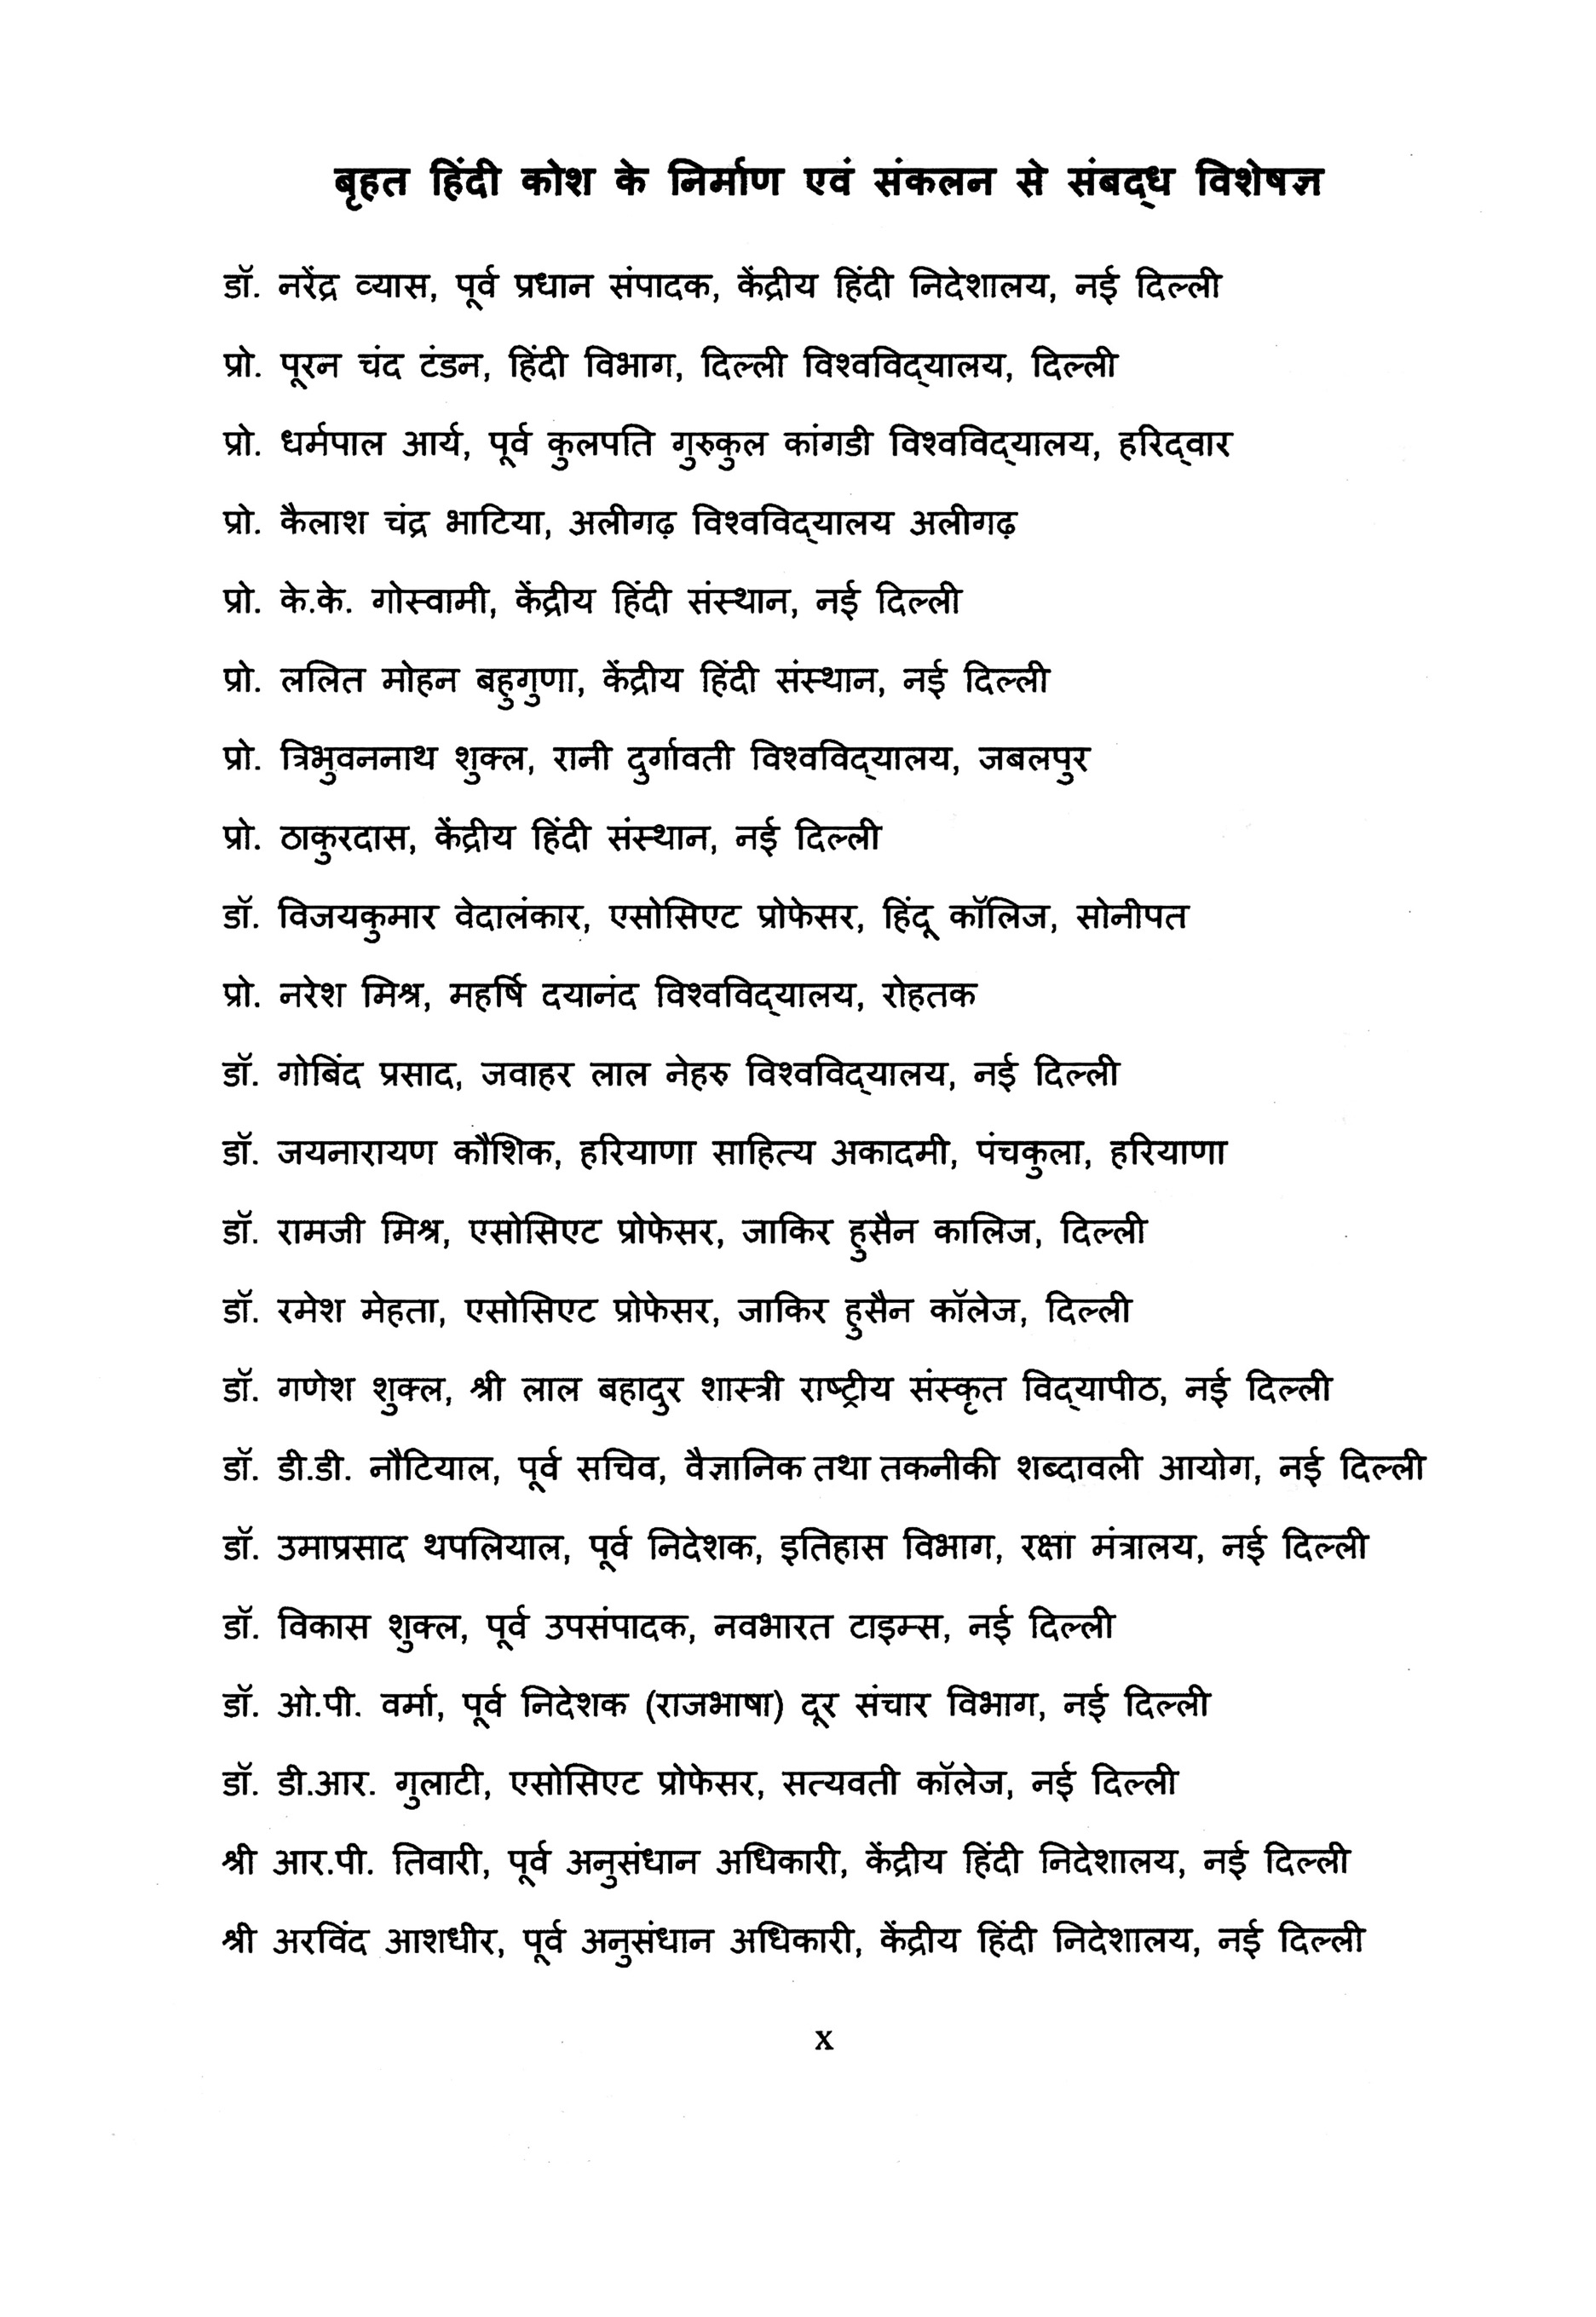 बृहत हिंदी कोश के निर्माण एवं संकलन से संबद्ध विशेषज्ञ
डॉ. नरेंद्र व्यास, पूर्व प्रधान संपादक, केंद्रीय हिंदी निदेशालय, नई दिल्ली
प्रो. पूरन चंद टंडन, हिंदी विभाग, दिल्ली विश्वविद्यालय, दिल्ली
प्रो. धर्मपाल आर्य, पूर्व कुलपति गुरुकुल कांगडी विश्वविद्यालय, हरिद्वार
प्रो. कैलाश चंद्र भाटिया, अलीगढ़ विश्वविद्यालय अलीगढ़
प्रो. के.के. गोस्वामी, केंद्रीय हिंदी संस्थान, नई दिल्ली
प्रो. ललित मोहन बहुगुणा, केंद्रीय हिंदी संस्थान, नई दिल्ली
प्रो. त्रिभुवननाथ शुक्ल, रानी दुर्गावती विश्वविद्यालय, जबलपुर
प्रो. ठाकुरदास, केंद्रीय हिंदी संस्थान, नई दिल्ली
डॉ. विजयकुमार वेदालंकार, एसोसिएट प्रोफेसर, हिंदू कॉलिज, सोनीपत
प्रो. नरेश मिश्र, महर्षि दयानंद विश्वविद्यालय, रोहतक
डॉ. गोबिंद प्रसाद, जवाहर लाल नेहरु विश्वविद्यालय, नई दिल्ली
डॉ. जयनारायण कौशिक, हरियाणा साहित्य अकादमी, पंचकुला, हरियाणा
डॉ. रामजी मिश्र, एसोसिएट प्रोफेसर, जाकिर हुसैन कालिज, दिल्ली
डॉ. रमेश मेहता, एसोसिएट प्रोफेसर, जाकिर हुसैन कॉलेज, दिल्ली
डॉ. गणेश शुक्ल, श्री लाल बहादुर शास्त्री राष्ट्रीय संस्कृत विद्यापीठ, नई दिल्ली
डॉ. डी.डी. नौटियाल, पूर्व सचिव, वैज्ञानिक तथा तकनीकी शब्दावली आयोग, नई दिल्ली
डॉ. उमाप्रसाद थपलियाल, पूर्व निदेशक, इतिहास विभाग, रक्षा मंत्रालय, नई दिल्ली
डॉ. विकास शुक्ल, पूर्व उपसंपादक, नवभारत टाइम्स, नई दिल्ली
डॉ. ओ.पी. वर्मा, पूर्व निदेशक (राजभाषा) दूर संचार विभाग, नई दिल्ली
डॉ. डी.आर. गुलाटी, एसोसिएट प्रोफेसर, सत्यवती कॉलेज, नई दिल्ली
श्री आर.पी. तिवारी, पूर्व अनुसंधान अधिकारी, केंद्रीय हिंदी निदेशालय, नई दिल्ली
श्री अरविंद आशधीर, पूर्व अनुसंधान अधिकारी, केंद्रीय हिंदी निदेशालय, नई दिल्ली
x